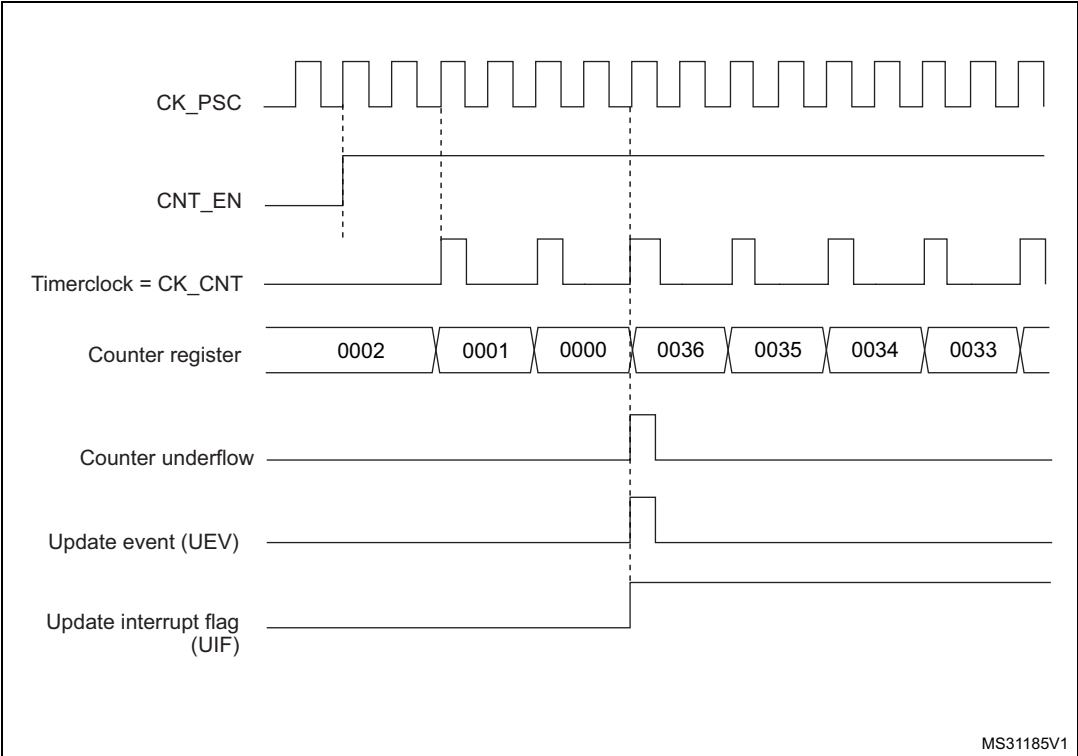 CK_PSC
CNT_EN
Timerclock = CK_CNT
Counter register
0002 0001 0000 0036 0035 0034 0033
Counter underflow
Update event (UEV)
Update interrupt flag
(UIF)
MS31185V1